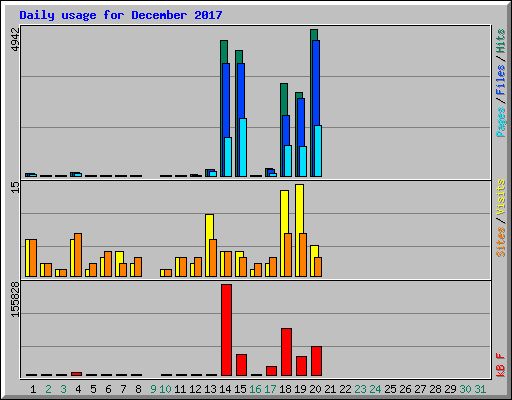 Daily usage for December 2017
4942
15
155828
Pages / Files / Hits
Sites / Visits
kB F
1 2 3 4 5 6 7 8 9 10 11 12 13 14 15 16 17 18 19 20 21 22 23 24 25 26 27 28 29 30 31